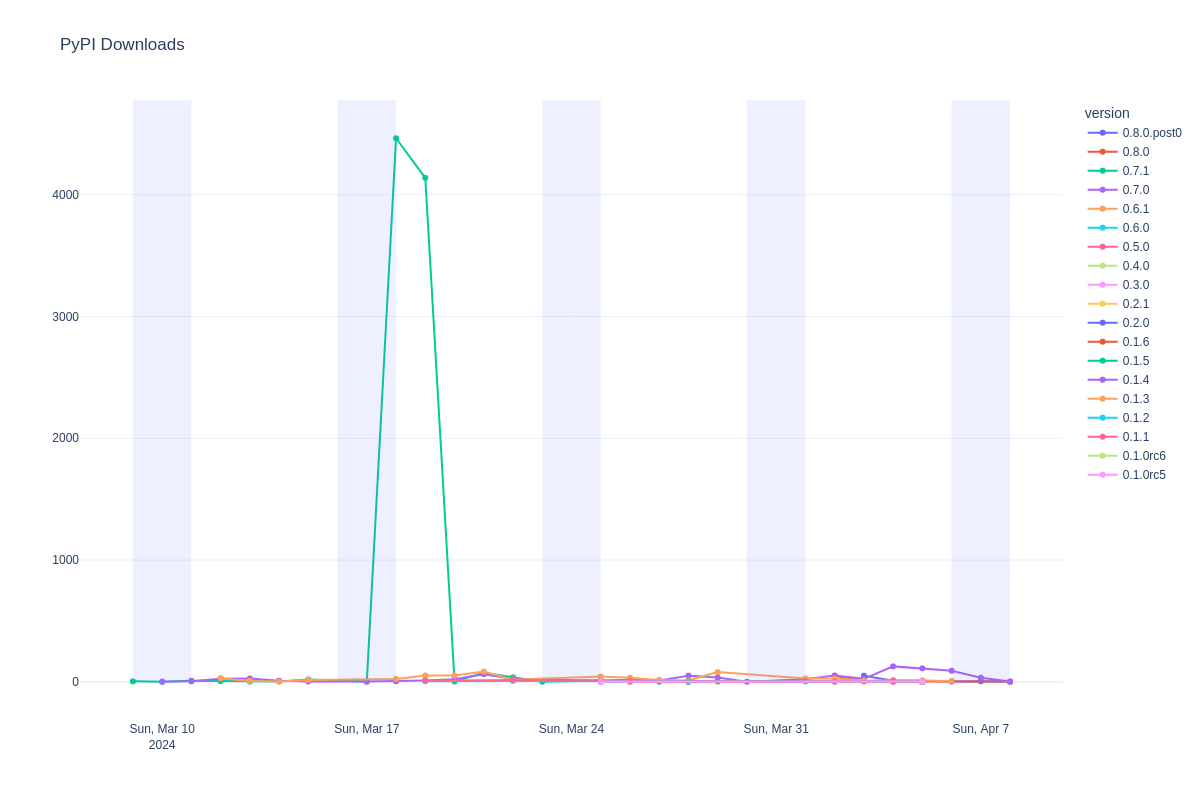 PyPI Downloads
version
0.8.0.post0
0.8.0
0.7.1
0.7.0
0.6.1
0.6.0
0.5.0
0.4.0
0.3.0
0.2.1
0.2.0
0.1.6
0.1.5
0.1.4
0.1.3
0.1.2
0.1.1
0.1.0rc6
0.1.0rc5
4000
3000
2000
1000
0
Sun, Mar 10
2024
Sun, Mar 17
Sun, Mar 24
Sun, Mar 31
Sun, Apr 7